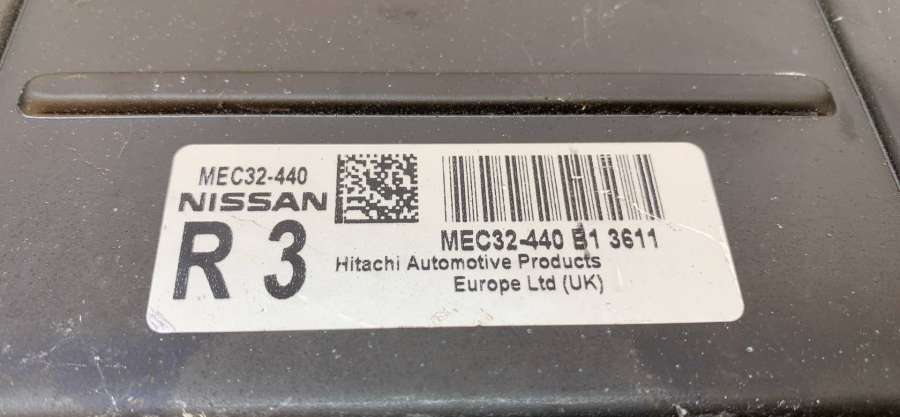 MEC32-440
NISSAN
R 3
MEC32-440 B1 3611
Hitachi Automotive Products
Europe Ltd (UK)